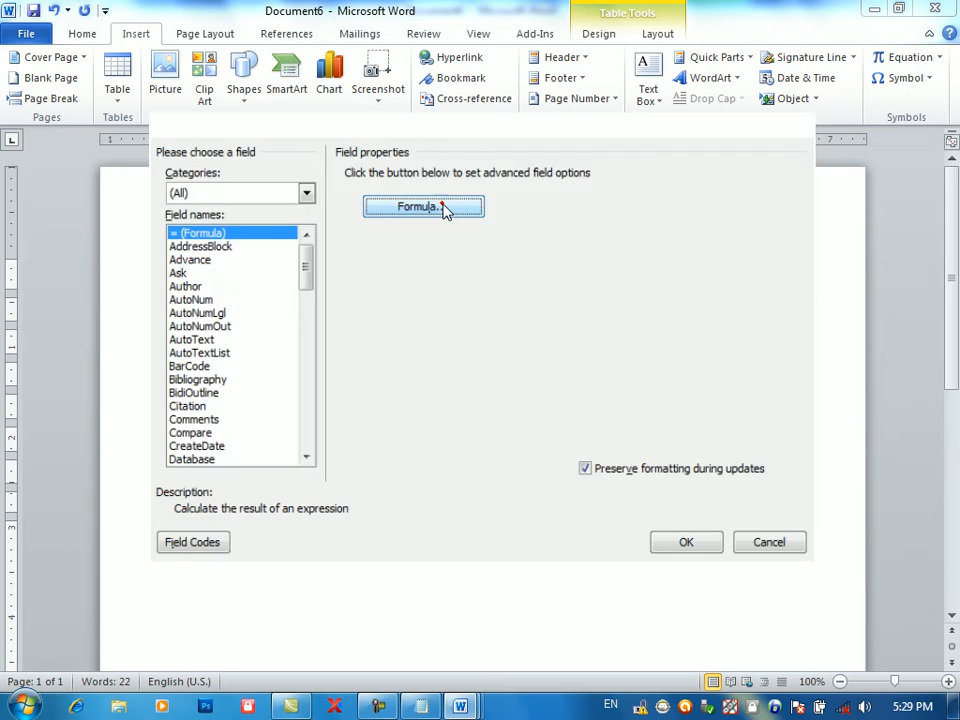 Document6 - Microsoft Word
Table Tools
File Home Insert Page Layout References Mailings Review View Add-Ins Design Layout
Cover Page
Blank Page
Page Break
Pages
Table
Tables
Picture
Clip Art
Shapes
SmartArt
Chart
Screenshot
Hyperlink
Bookmark
Cross-reference
Header
Footer
Page Number
Text Box
Quick Parts
WordArt
Drop Cap
Signature Line
Date & Time
Object
Equation
Symbol
Symbols
Please choose a field
Categories:
(All)
Field names:
= (Formula)
AddressBlock
Advance
Ask
Author
AutoNum
AutoNumLgl
AutoNumOut
AutoText
AutoTextList
BarCode
Bibliography
BidiOutline
Citation
Comments
Compare
CreateDate
Database
Field properties
Click the button below to set advanced field options
Formula...
Preserve formatting during updates
Description:
Calculate the result of an expression
Field Codes
OK
Cancel
Page: 1 of 1
Words: 22
English (U.S.)
100%
EN
5:29 PM